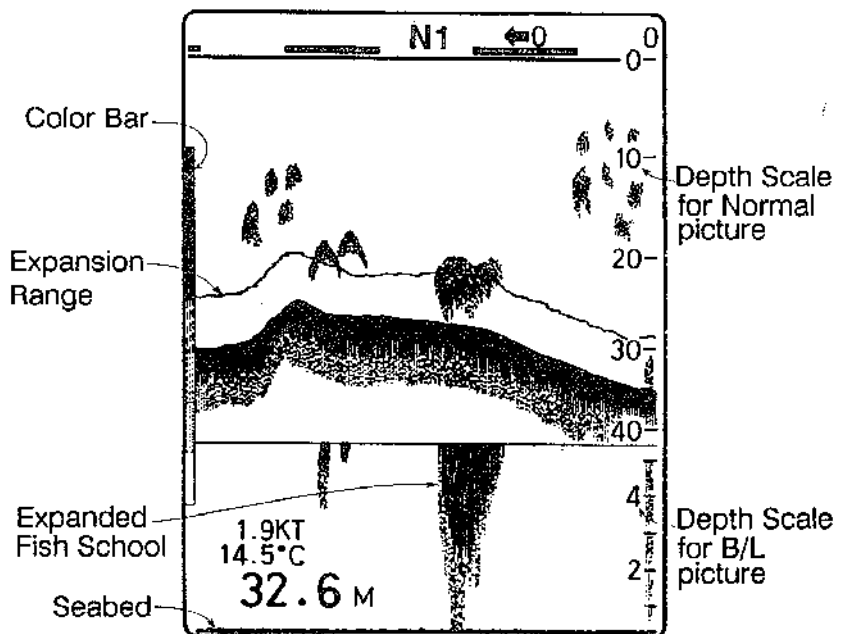 N1 ⇐0 0
0
Color Bar
10
Depth Scale
for Normal
picture
20
Expansion
Range
30
40
4
Expanded
Fish School
Depth Scale
for B/L
picture
1.9KT
14.5°C
32.6 M
2
Seabed